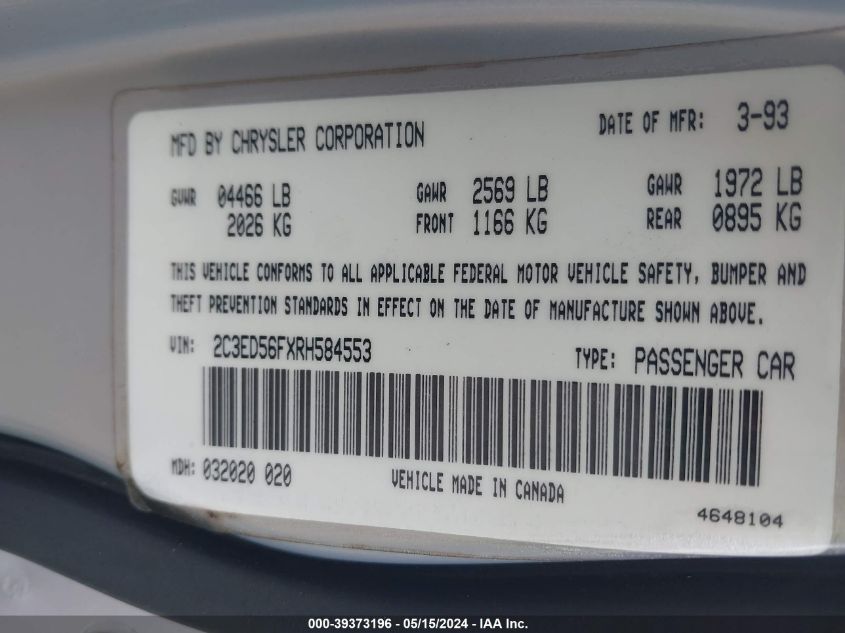 MFD BY CHRYSLER CORPORATION DATE OF MFR: 3-93
GVWR 04466 LB GAWR 2569 LB GAWR 1972 LB
2026 KG FRONT 1166 KG REAR 0895 KG
THIS VEHICLE CONFORMS TO ALL APPLICABLE FEDERAL MOTOR VEHICLE SAFETY, BUMPER AND
THEFT PREVENTION STANDARDS IN EFFECT ON THE DATE OF MANUFACTURE SHOWN ABOVE.
VIN: 2C3ED56FXRH584553 TYPE: PASSENGER CAR
MDH: 032020 020 VEHICLE MADE IN CANADA
4648104
000-39373196 - 05/15/2024 - IAA Inc.